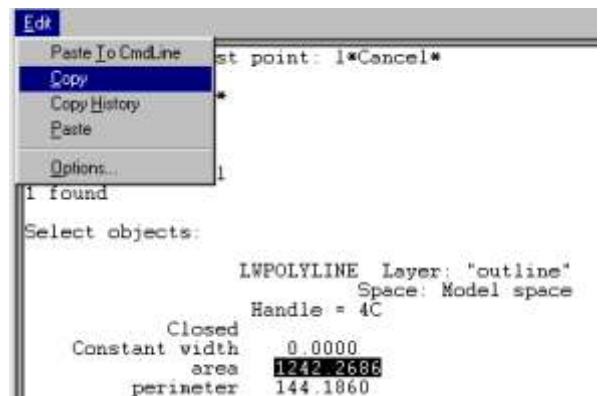 Edit
Paste To CmdLine
st point: 1*Cancel*
Copy
Copy History
*
Paste
Options...
1
1 found
Select objects:
LWPOLYLINE Layer: "outline"
Space: Model space
Handle = 4C
Closed
Constant width 0.0000
area 1242.2686
perimeter 144.1860